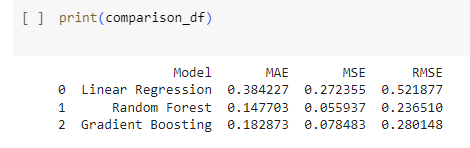 [ ] print(comparison_df)
Model MAE MSE RMSE
0 Linear Regression 0.384227 0.272355 0.521877
1 Random Forest 0.147703 0.055937 0.236510
2 Gradient Boosting 0.182873 0.078483 0.280148